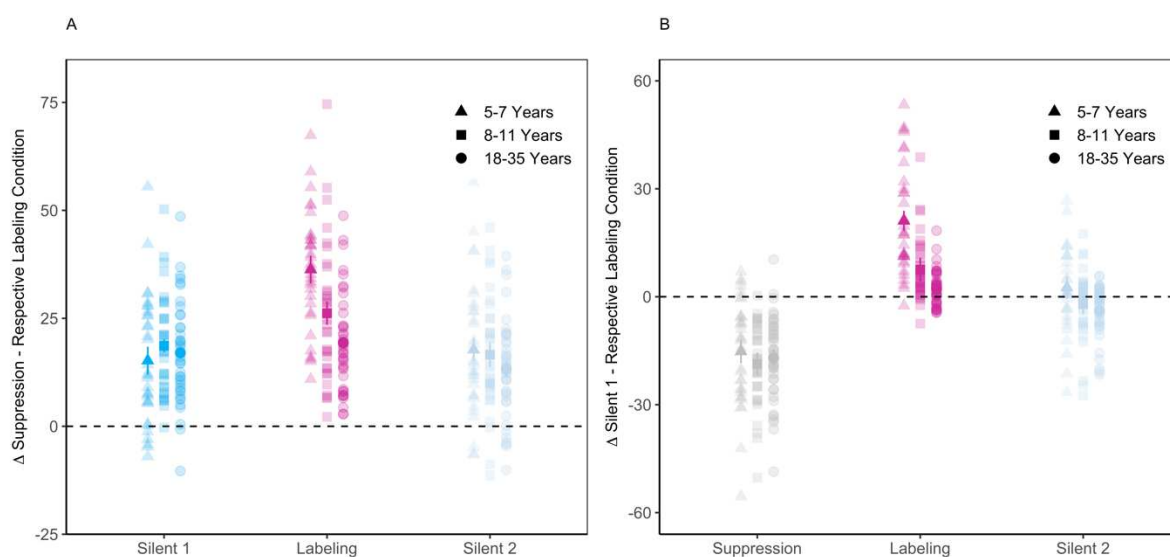 A
Δ Suppression - Respective Labeling Condition
75
50
25
0
-25
5-7 Years
8-11 Years
18-35 Years
Silent 1
Labeling
Silent 2
B
Δ Silent 1 - Respective Labeling Condition
60
30
0
-30
-60
5-7 Years
8-11 Years
18-35 Years
Suppression
Labeling
Silent 2